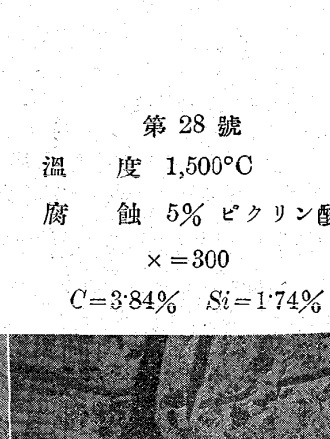 第 28 號
溫 度 1,500°C
腐 蝕 5% ピクリン酸
× =300
C=3·84% Si=1·74%